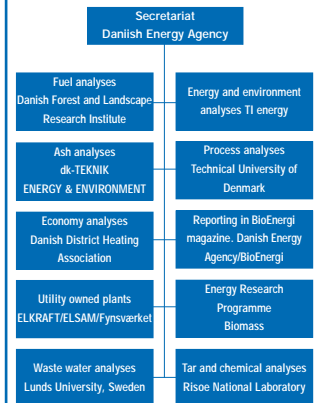 Secretariat
Daniish Energy Agency
Fuel analyses
Danish Forest and Landscape
Research Institute
Energy and environment
analyses TI energy
Ash analyses
dk-TEKNIK
ENERGY & ENVIRONMENT
Process analyses
Technical University of
Denmark
Economy analyses
Danish District Heating
Association
Reporting in BioEnergi
magazine. Danish Energy
Agency/BioEnergi
Utility owned plants
ELKRAFT/ELSAM/Fynsværket
Energy Research
Programme
Biomass
Waste water analyses
Lunds University, Sweden
Tar and chemical analyses
Risoe National Laboratory